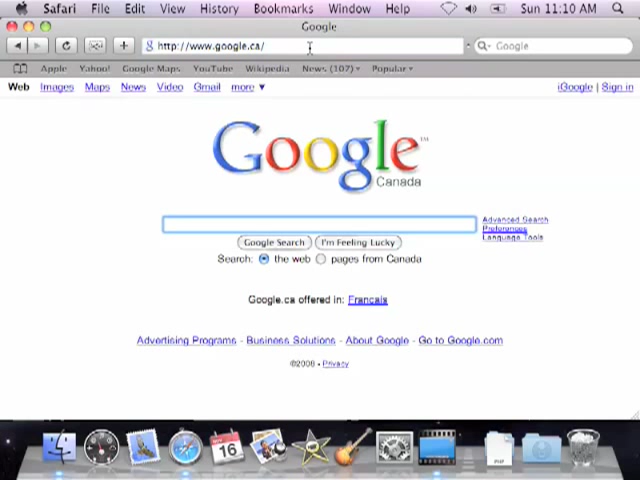 Safari File Edit View History Bookmarks Window Help Sun 11:10 AM
Google
http://www.google.ca/ Google
Apple Yahoo! Google Maps YouTube Wikipedia News (107) Popular
Web Images Maps News Video Gmail more iGoogle | Sign in
Google™
Canada
Advanced Search
Preferences
Language Tools
Google Search I'm Feeling Lucky
Search: the web pages from Canada
Google.ca offered in: Français
Advertising Programs - Business Solutions - About Google - Go to Google.com
©2008 - Privacy
NOV
16
PHP